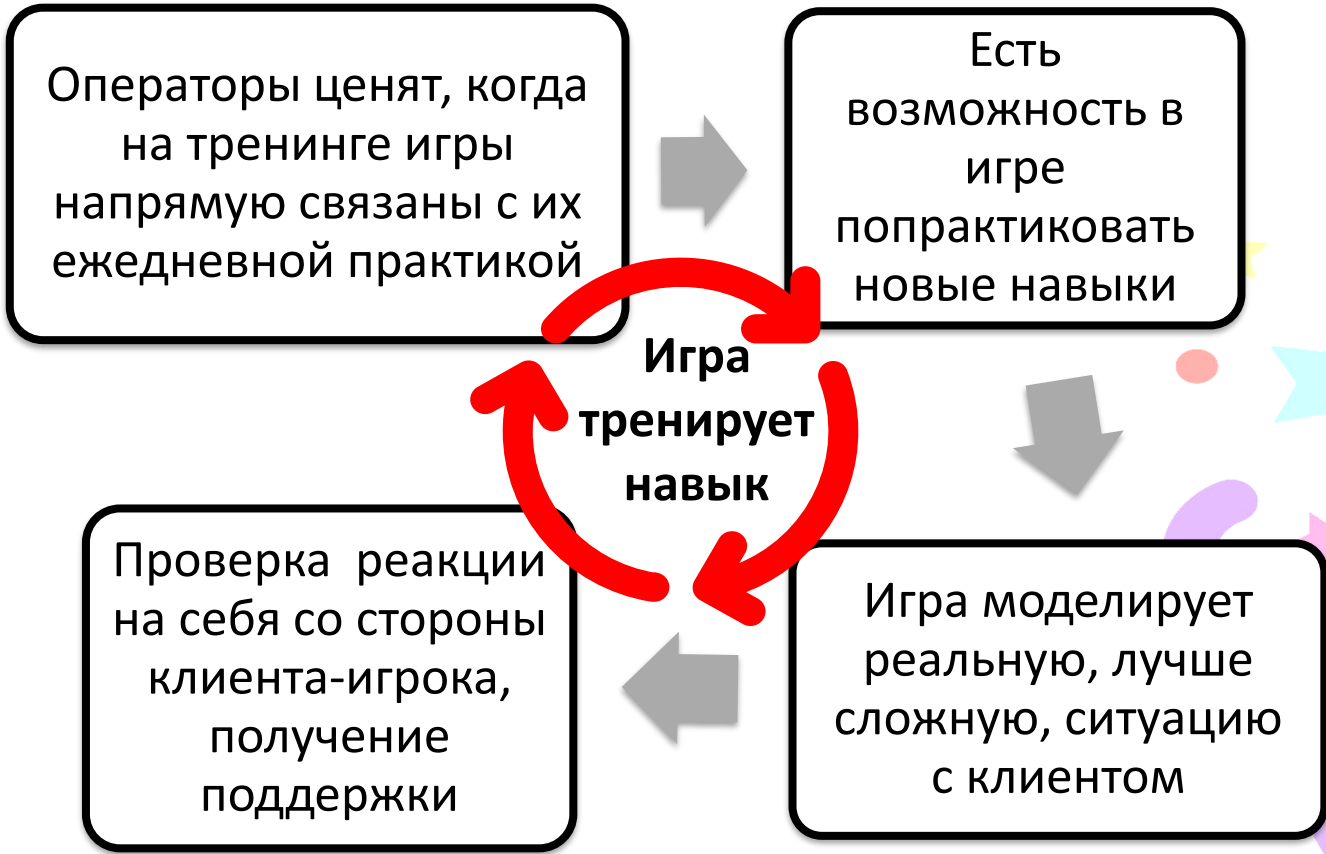 Операторы ценят, когда
на тренинге игры
напрямую связаны с их
ежедневной практикой
Есть
возможность в
игре
попрактиковать
новые навыки
Игра
тренирует
навык
Игра моделирует
реальную, лучше
сложную, ситуацию
с клиентом
Проверка  реакции
на себя со стороны
клиента-игрока,
получение
поддержки